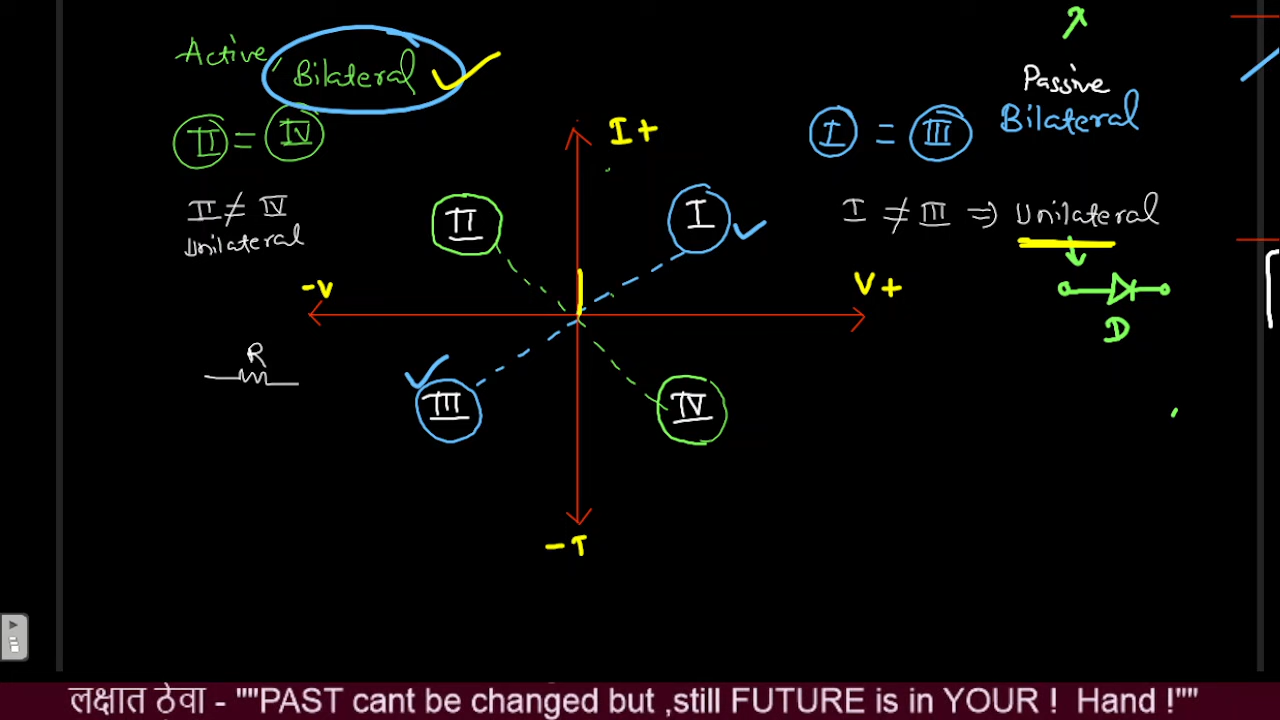 Active, Bilateral
II = IV
II ≠ IV
Unilateral
R
I+
-V
V+
II
I
III
IV
-I
Passive
Bilateral
I = III
I ≠ III ⇒ Unilateral
D
लक्षात ठेवा - ""PAST cant be changed but ,still FUTURE is in YOUR ! Hand !""